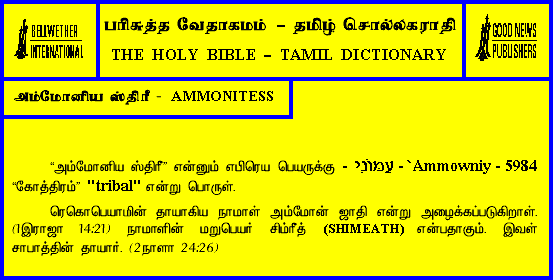 BELLWETHER
INTERNATIONAL
பரிசுத்த வேதாகமம் – தமிழ் சொல்லகராதி
THE HOLY BIBLE – TAMIL DICTIONARY
GOOD NEWS
PUBLISHERS
அம்மோனிய ஸ்திரீ - AMMONITESS
“அம்மோனிய ஸ்திரீ” என்னும் எபிரெய பெயருக்கு - עַמּוֹנִי - `Ammowniy - 5984
“கோத்திரம்” "tribal" என்று பொருள்.
ரெகொபெயாமின் தாயாகிய நாமாள் அம்மோன் ஜாதி என்று அழைக்கப்படுகிறாள்.
(1இராஜா 14:21) நாமாளின் மறுபெயர் சிம்ரீத் (SHIMEATH) என்பதாகும். இவள்
சாபாத்தின் தாயார். (2நாளா 24:26)